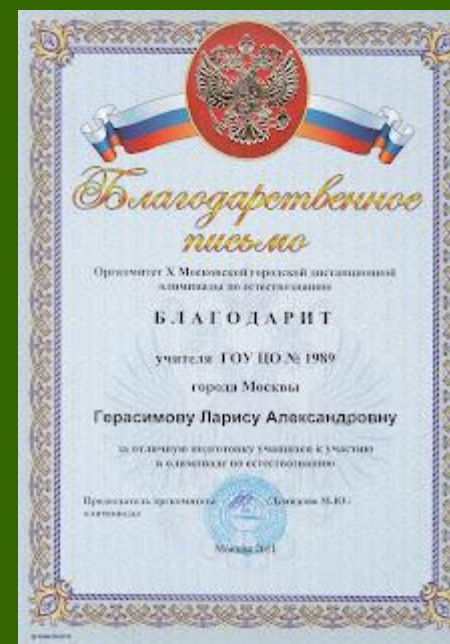 Благодарственное
письмо
Оргкомитет X Московской городской дистанционной
олимпиады по естествознанию
БЛАГОДАРИТ
учителя ГОУ ЦО № 1989
города Москвы
Герасимову Ларису Александровну
за отличную подготовку учащихся к участию
в олимпиаде по естествознанию
Председатель оргкомитета М.Ю./
олимпиады
Москва 2011